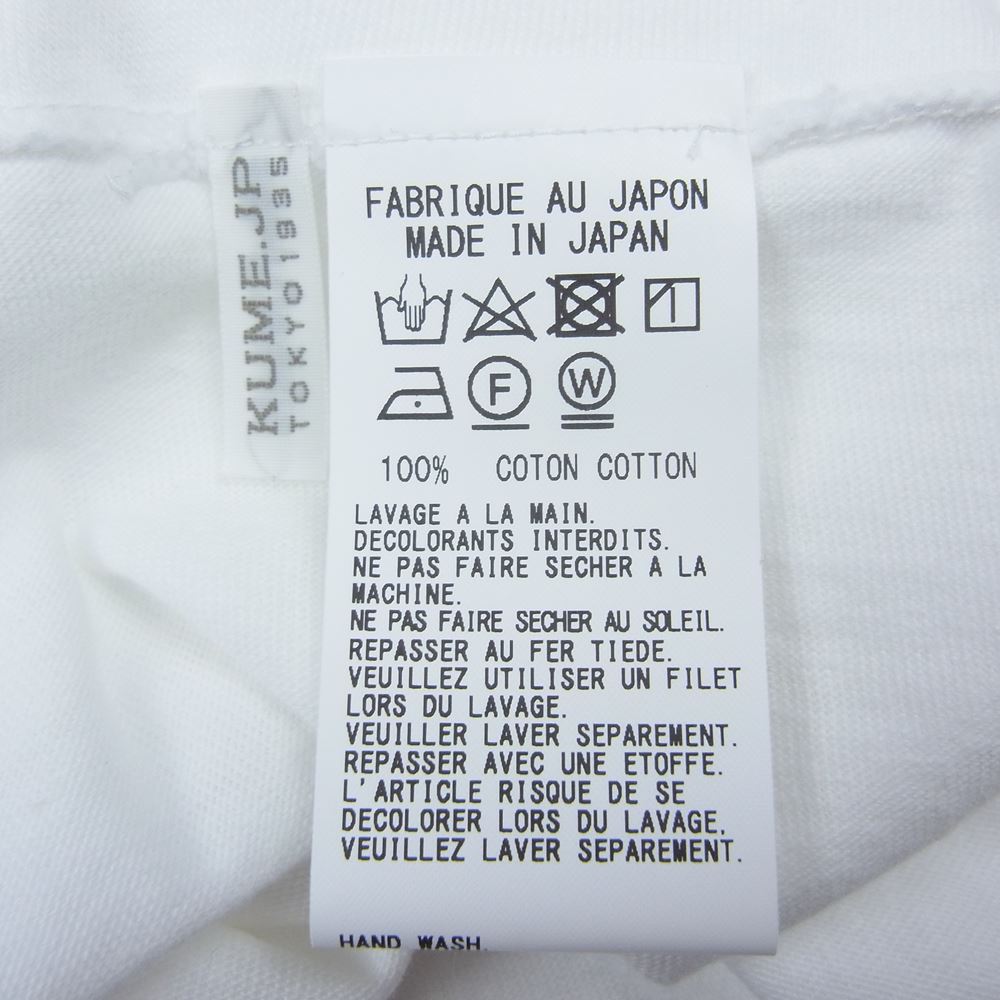 KUME.JP
TOKYO1935
FABRIQUE AU JAPON
MADE IN JAPAN
1
F W
100% COTON COTTON
LAVAGE A LA MAIN.
DECOLORANTS INTERDITS.
NE PAS FAIRE SECHER A LA
MACHINE.
NE PAS FAIRE SECHER AU SOLEIL.
REPASSER AU FER TIEDE.
VEUILLEZ UTILISER UN FILET
LORS DU LAVAGE.
VEUILLER LAVER SEPAREMENT.
REPASSER AVEC UNE ETOFFE.
L'ARTICLE RISQUE DE SE
DECOLORER LORS DU LAVAGE.
VEUILLEZ LAVER SEPAREMENT.
HAND WASH.